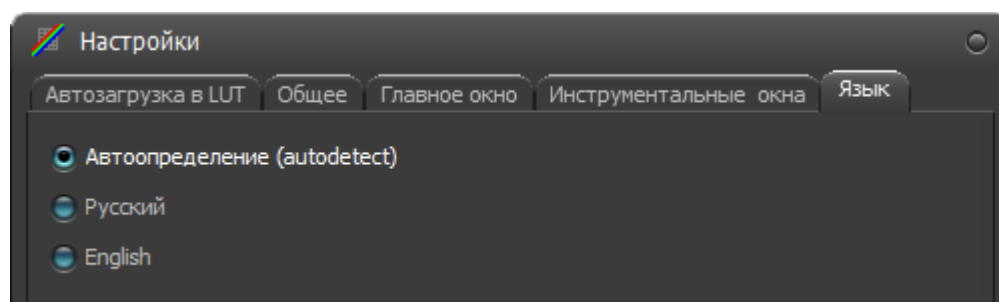 Настройки
Автозагрузка в LUT Общее Главное окно Инструментальные окна Язык
Автоопределение (autodetect)
Русский
English